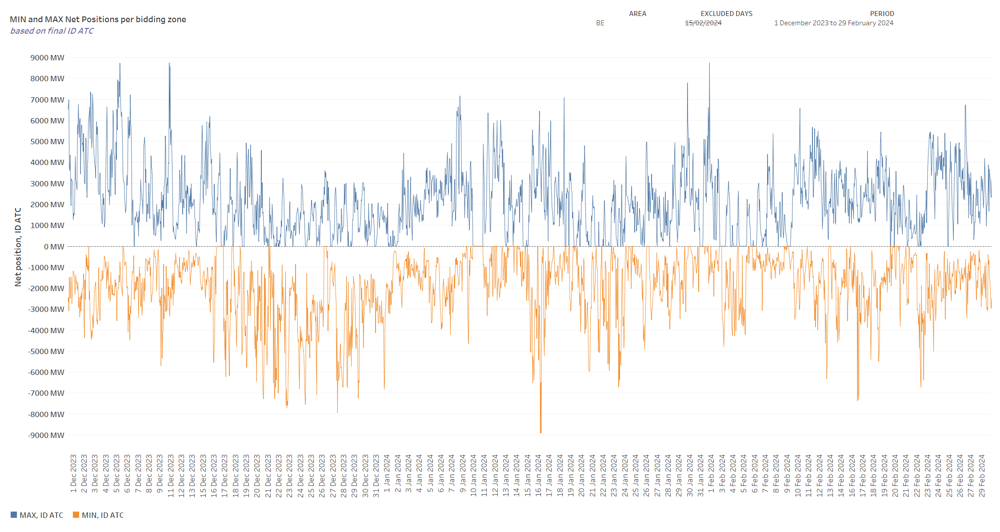 MIN and MAX Net Positions per bidding zone
based on final ID ATC
AREA
BE
EXCLUDED DAYS
15/02/2024
PERIOD
1 December 2023 to 29 February 2024
Net position, ID ATC
9000 MW
8000 MW
7000 MW
6000 MW
5000 MW
4000 MW
3000 MW
2000 MW
1000 MW
0 MW
-1000 MW
-2000 MW
-3000 MW
-4000 MW
-5000 MW
-6000 MW
-7000 MW
-8000 MW
-9000 MW
1 Dec 2023
2 Dec 2023
3 Dec 2023
4 Dec 2023
5 Dec 2023
6 Dec 2023
7 Dec 2023
8 Dec 2023
9 Dec 2023
11 Dec 2023
12 Dec 2023
13 Dec 2023
15 Dec 2023
16 Dec 2023
17 Dec 2023
18 Dec 2023
19 Dec 2023
20 Dec 2023
21 Dec 2023
22 Dec 2023
23 Dec 2023
24 Dec 2023
25 Dec 2023
26 Dec 2023
27 Dec 2023
28 Dec 2023
29 Dec 2023
30 Dec 2023
31 Dec 2023
1 Jan 2024
2 Jan 2024
3 Jan 2024
4 Jan 2024
5 Jan 2024
6 Jan 2024
7 Jan 2024
9 Jan 2024
10 Jan 2024
11 Jan 2024
12 Jan 2024
13 Jan 2024
14 Jan 2024
15 Jan 2024
16 Jan 2024
17 Jan 2024
18 Jan 2024
19 Jan 2024
20 Jan 2024
21 Jan 2024
22 Jan 2024
23 Jan 2024
24 Jan 2024
25 Jan 2024
26 Jan 2024
27 Jan 2024
28 Jan 2024
29 Jan 2024
30 Jan 2024
31 Jan 2024
1 Feb 2024
3 Feb 2024
4 Feb 2024
5 Feb 2024
6 Feb 2024
7 Feb 2024
8 Feb 2024
9 Feb 2024
10 Feb 2024
11 Feb 2024
12 Feb 2024
13 Feb 2024
14 Feb 2024
16 Feb 2024
17 Feb 2024
18 Feb 2024
19 Feb 2024
20 Feb 2024
21 Feb 2024
22 Feb 2024
23 Feb 2024
24 Feb 2024
25 Feb 2024
26 Feb 2024
27 Feb 2024
29 Feb 2024
MAX, ID ATC
MIN, ID ATC